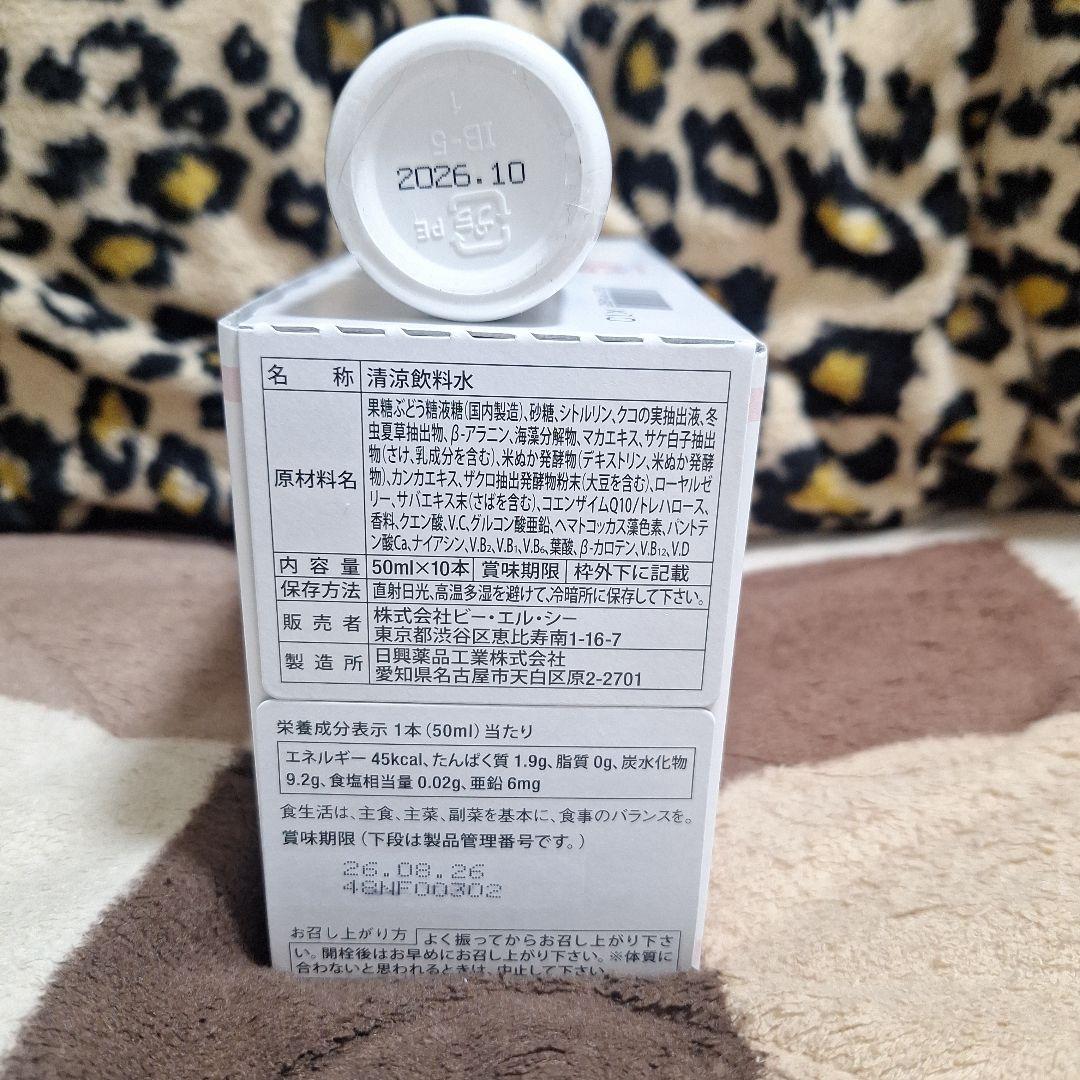 1
IB-5
2026.10
PE
名称 清涼飲料水
原材料名
果糖ぶどう糖液糖(国内製造)、砂糖、シトルリン、クコの実抽出液、冬
虫夏草抽出物、β-アラニン、海藻分解物、マカエキス、サケ白子抽出
物(さけ、乳成分を含む)、米ぬか発酵物(デキストリン、米ぬか発酵
物)、カンカエキス、ザクロ抽出発酵物粉末(大豆を含む)、ローヤルゼ
リー、サバエキス末(さばを含む)、コエンザイムQ10/トレハロース、
香料、クエン酸、V.C、グルコン酸亜鉛、ヘマトコッカス藻色素、パントテ
ン酸Ca、ナイアシン、V.B₂、V.B₁、V.B₆、葉酸、β-カロテン、V.B₁₂、V.D
内容量 50ml×10本 賞味期限 枠外下に記載
保存方法 直射日光、高温多湿を避けて、冷暗所に保存して下さい。
販売者 株式会社ビー・エル・シー
東京都渋谷区恵比寿南1-16-7
製造所 日興薬品工業株式会社
愛知県名古屋市天白区原2-2701
栄養成分表示 1本(50ml)当たり
エネルギー 45kcal、たんぱく質 1.9g、脂質 0g、炭水化物
9.2g、食塩相当量 0.02g、亜鉛 6mg
食生活は、主食、主菜、副菜を基本に、食事のバランスを。
賞味期限(下段は製品管理番号です。)
26.08.26
48NF00302
お召し上がり方 よく振ってからお召し上がり下さ
い。開栓後はお早めにお召し上がり下さい。※体質に
合わないと思われるときは、中止して下さい。